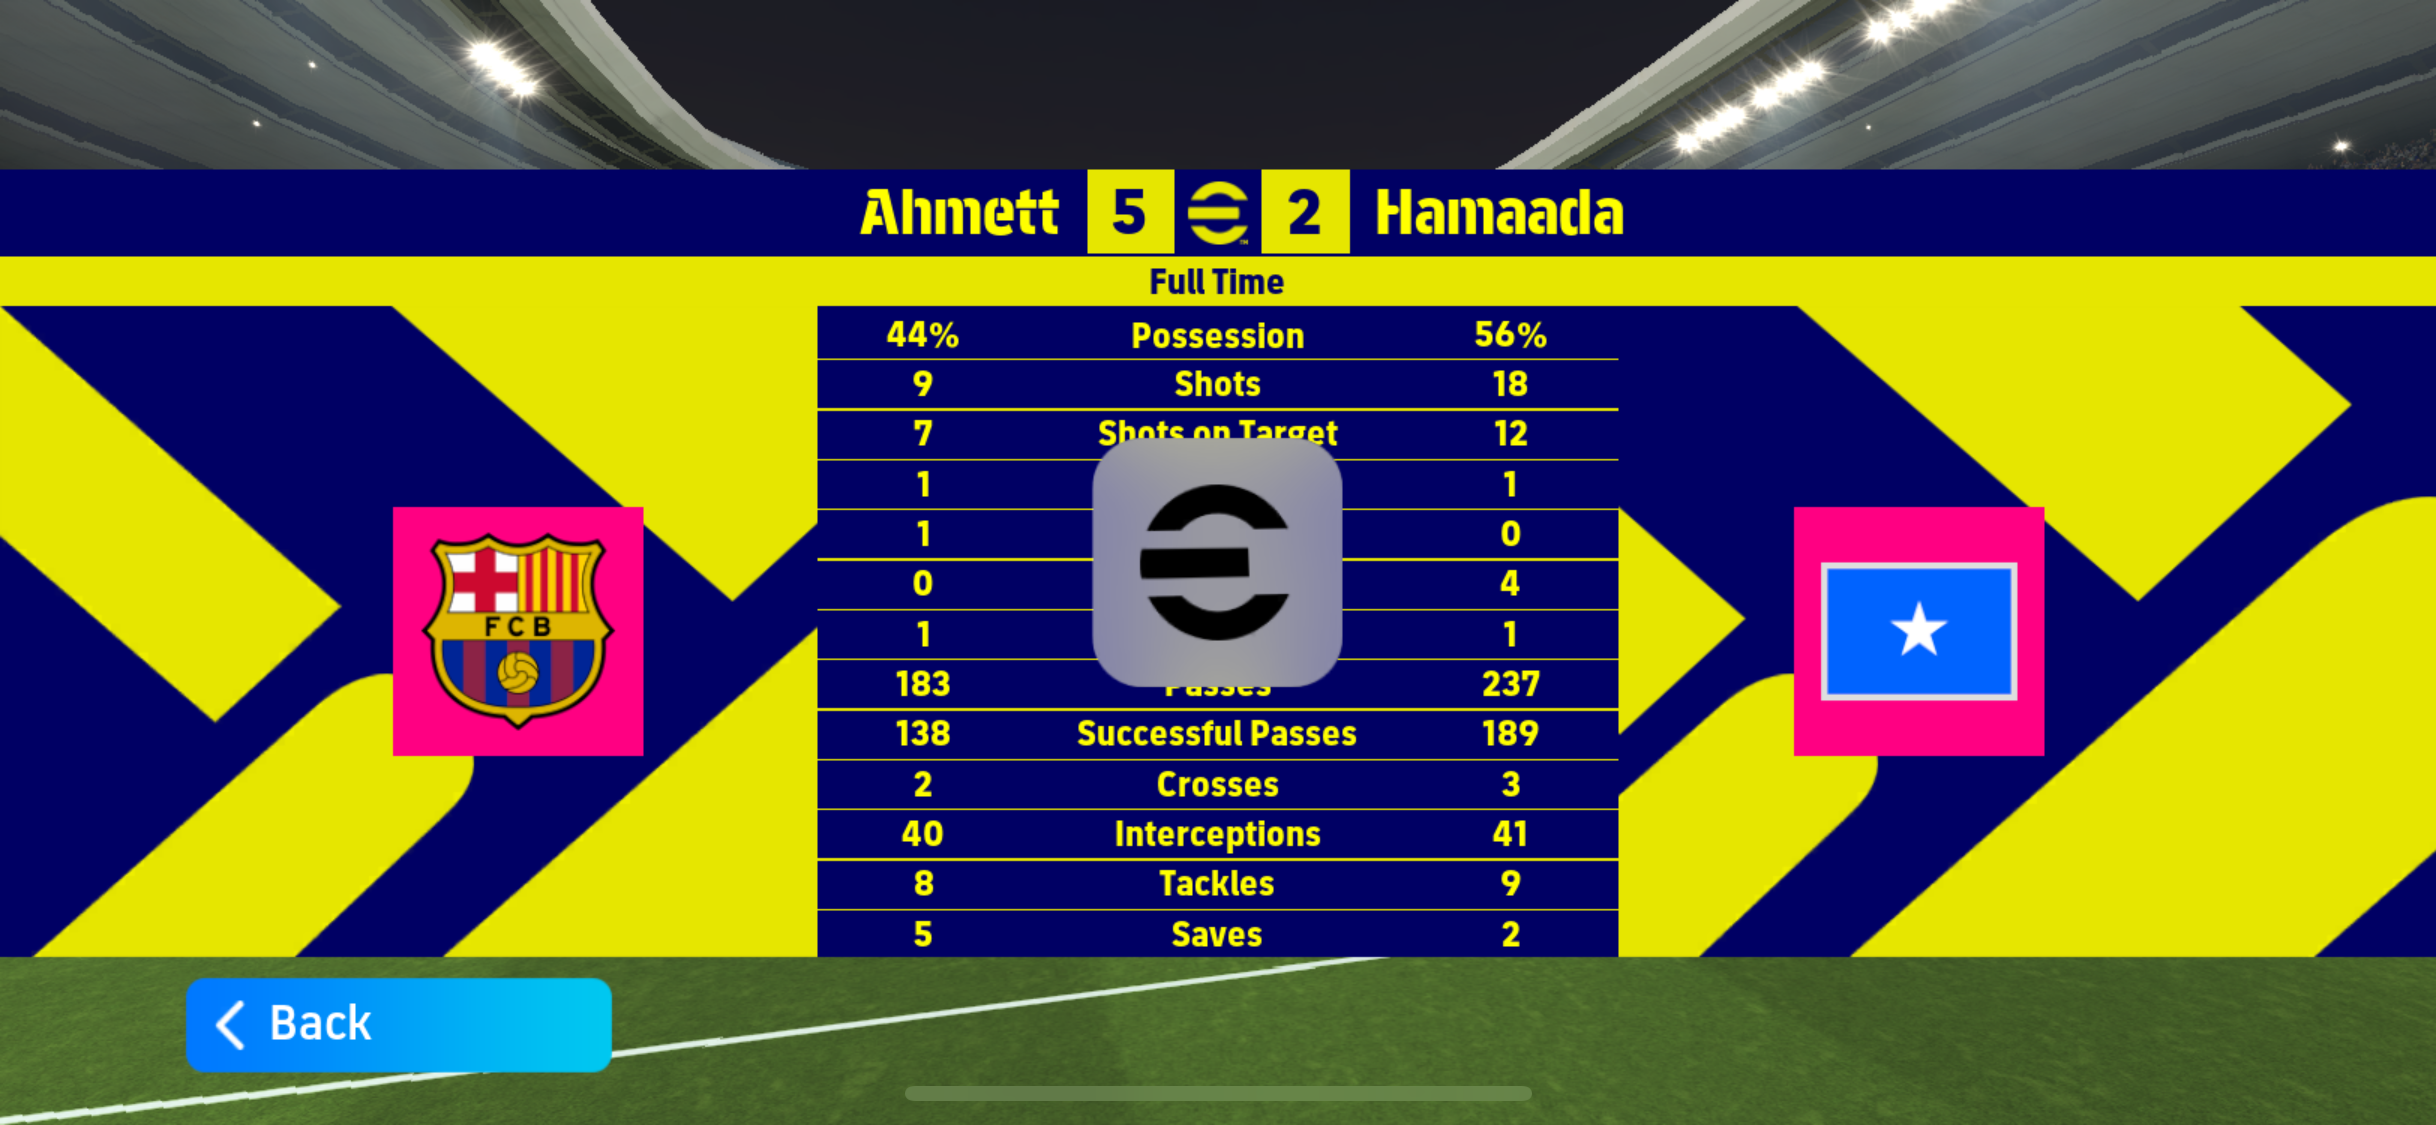 Ahmett 5 2 Hamaada
Full Time
44% Possession 56%
9 Shots 18
7 Shots on Target 12
1 1
1 0
0 4
1 1
183 Passes 237
138 Successful Passes 189
2 Crosses 3
40 Interceptions 41
8 Tackles 9
5 Saves 2
FCB
Back